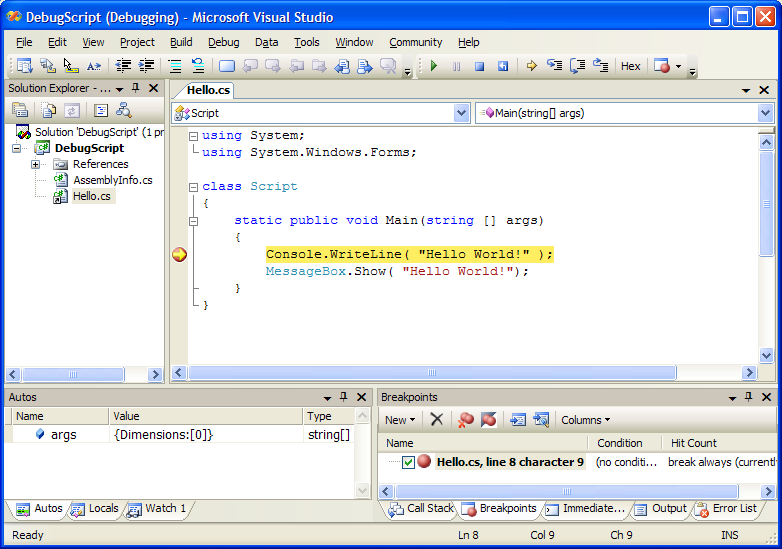 DebugScript (Debugging) - Microsoft Visual Studio
File Edit View Project Build Debug Data Tools Window Community Help
Hex
Solution Explorer - ...
Solution 'DebugScript' (1 pr
DebugScript
References
AssemblyInfo.cs
Hello.cs
Hello.cs
Script
Main(string[] args)
using System;
using System.Windows.Forms;
class Script
{
static public void Main(string [] args)
{
Console.WriteLine( "Hello World!" );
MessageBox.Show( "Hello World!");
}
}
Autos
Name Value Type
args {Dimensions:[0]} string[]
Autos Locals Watch 1
Breakpoints
New Columns
Name Condition Hit Count
Hello.cs, line 8 character 9 (no conditi... break always (currentl
Call Stack Breakpoints Immediate... Output Error List
Ready Ln 8 Col 9 Ch 9 INS